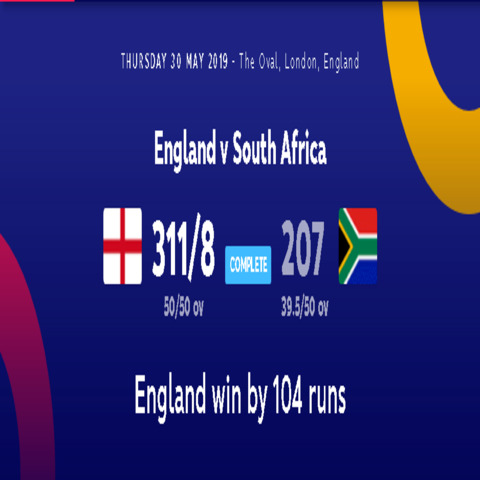 THURSDAY 30 MAY 2019 - The Oval, London, England
England v South Africa
311/8 COMPLETE 207
50/50 ov 39.5/50 ov
England win by 104 runs